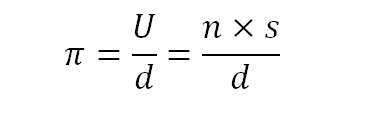 π = U/d = n × s/d